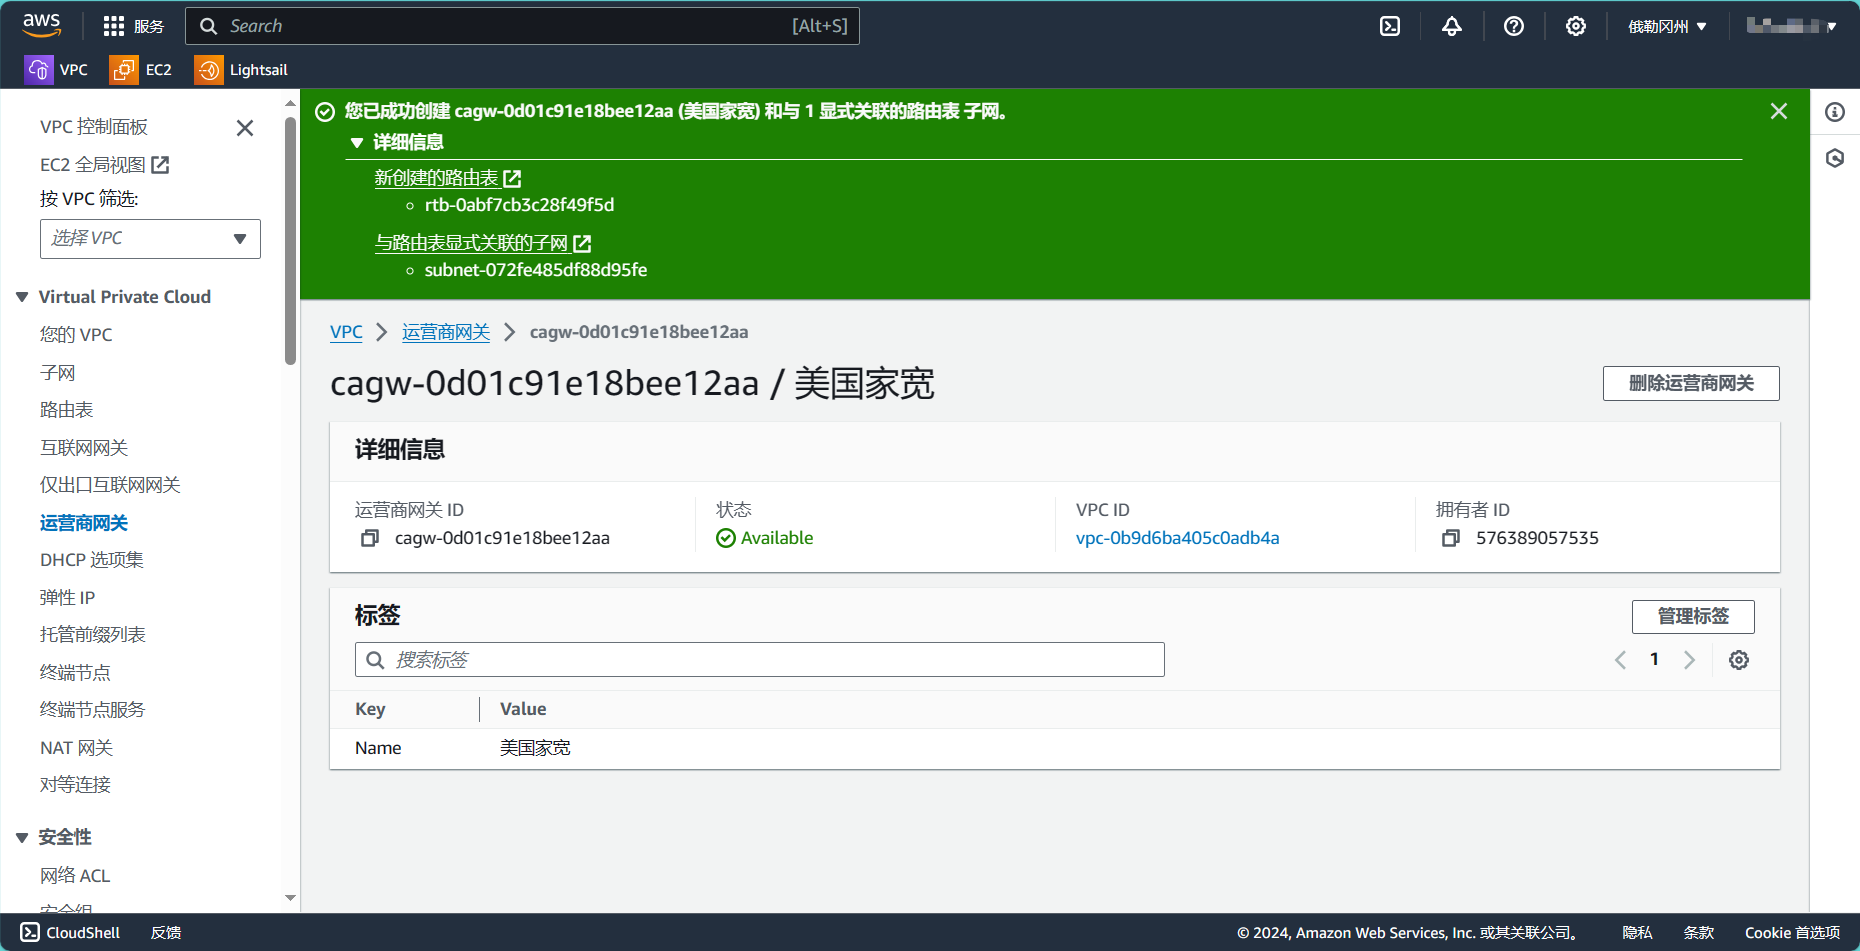 aws
服务
Search
[Alt+S]
俄勒冈州
VPC
EC2
Lightsail
VPC 控制面板
EC2 全局视图
按 VPC 筛选:
选择 VPC
Virtual Private Cloud
您的 VPC
子网
路由表
互联网网关
仅出口互联网网关
运营商网关
DHCP 选项集
弹性 IP
托管前缀列表
终端节点
终端节点服务
NAT 网关
对等连接
安全性
网络 ACL
安全组
您已成功创建 cagw-0d01c91e18bee12aa (美国家宽) 和与 1 显式关联的路由表 子网。
详细信息
新创建的路由表
rtb-0abf7cb3c28f49f5d
与路由表显式关联的子网
subnet-072fe485df88d95fe
VPC
运营商网关
cagw-0d01c91e18bee12aa
cagw-0d01c91e18bee12aa / 美国家宽
删除运营商网关
详细信息
运营商网关 ID
cagw-0d01c91e18bee12aa
状态
Available
VPC ID
vpc-0b9d6ba405c0adb4a
拥有者 ID
576389057535
标签
管理标签
搜索标签
1
Key
Value
Name
美国家宽
CloudShell
反馈
© 2024, Amazon Web Services, Inc. 或其关联公司。
隐私
条款
Cookie 首选项